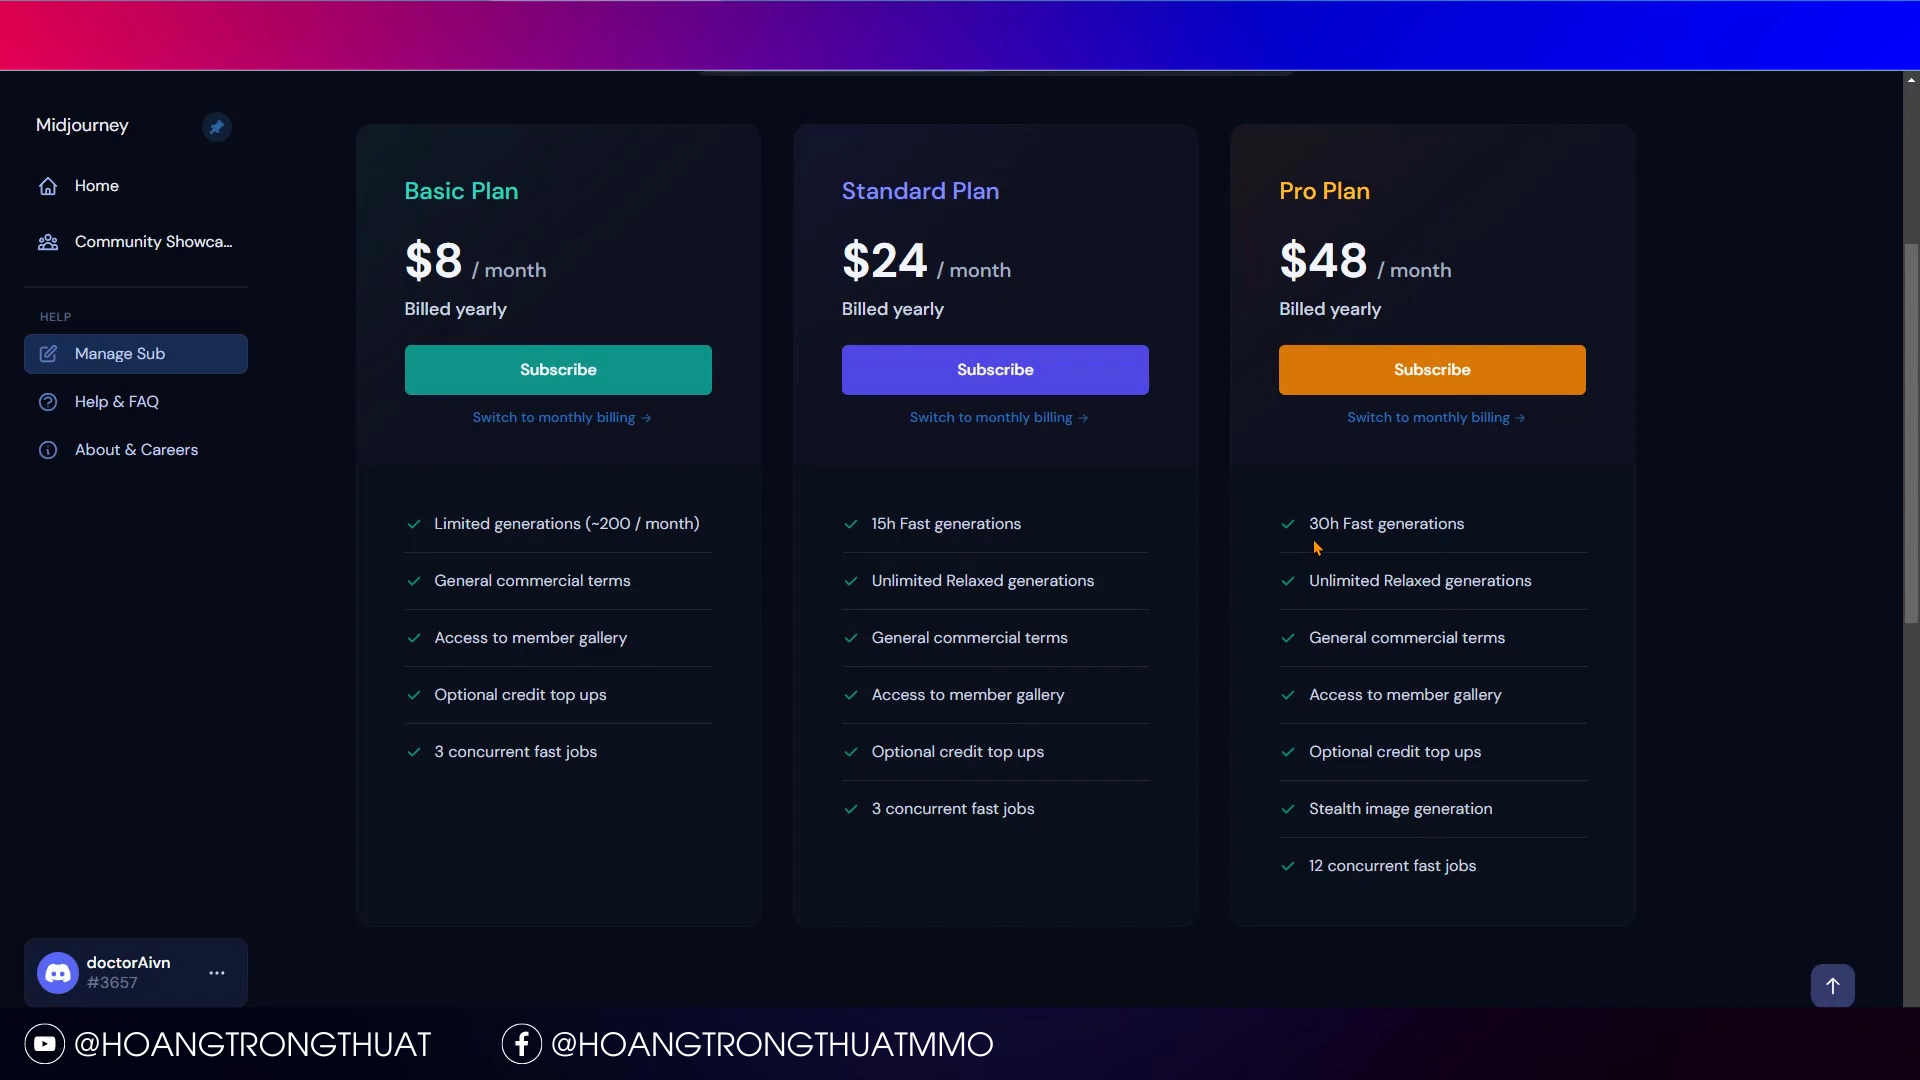 Midjourney
Home
Community Showca...
HELP
Manage Sub
Help & FAQ
About & Careers
doctorAivn
#3657
Basic Plan
$8 / month
Billed yearly
Subscribe
Switch to monthly billing →
Limited generations (~200 / month)
General commercial terms
Access to member gallery
Optional credit top ups
3 concurrent fast jobs
Standard Plan
$24 / month
Billed yearly
Subscribe
Switch to monthly billing →
15h Fast generations
Unlimited Relaxed generations
General commercial terms
Access to member gallery
Optional credit top ups
3 concurrent fast jobs
Pro Plan
$48 / month
Billed yearly
Subscribe
Switch to monthly billing →
30h Fast generations
Unlimited Relaxed generations
General commercial terms
Access to member gallery
Optional credit top ups
Stealth image generation
12 concurrent fast jobs
@HOANGTRONGTHUAT
@HOANGTRONGTHUATMMO